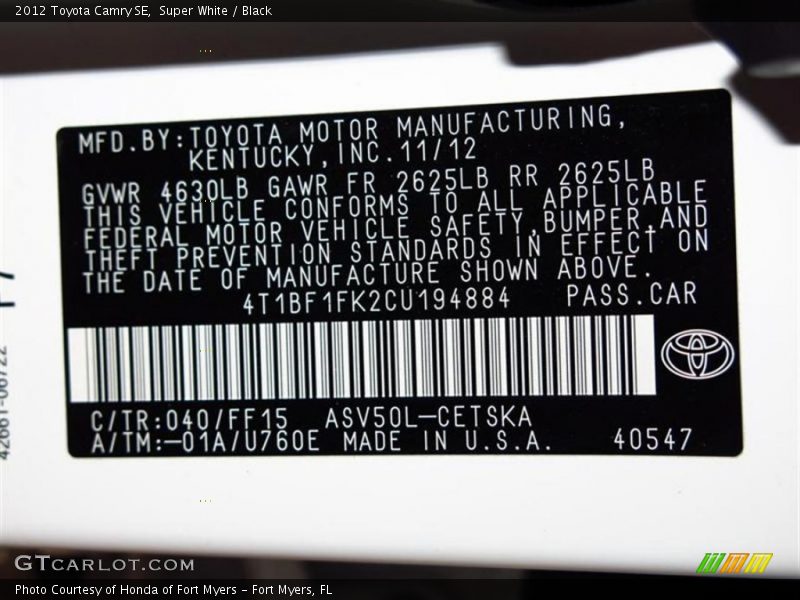 2012 Toyota Camry SE,  Super White / Black
MFD.BY:TOYOTA MOTOR MANUFACTURING,
KENTUCKY,INC.11/12
GVWR 4630LB GAWR FR 2625LB RR 2625LB
THIS VEHICLE CONFORMS TO ALL APPLICABLE
FEDERAL MOTOR VEHICLE SAFETY,BUMPER,AND
THEFT PREVENTION STANDARDS IN EFFECT ON
THE DATE OF MANUFACTURE SHOWN ABOVE.
4T1BF1FK2CU194884 PASS.CAR
C/TR:040/FF15 ASV50L-CETSKA
A/TM:-01A/U760E MADE IN U.S.A. 40547
GTCARLOT.COM
Photo Courtesy of Honda of Fort Myers - Fort Myers, FL